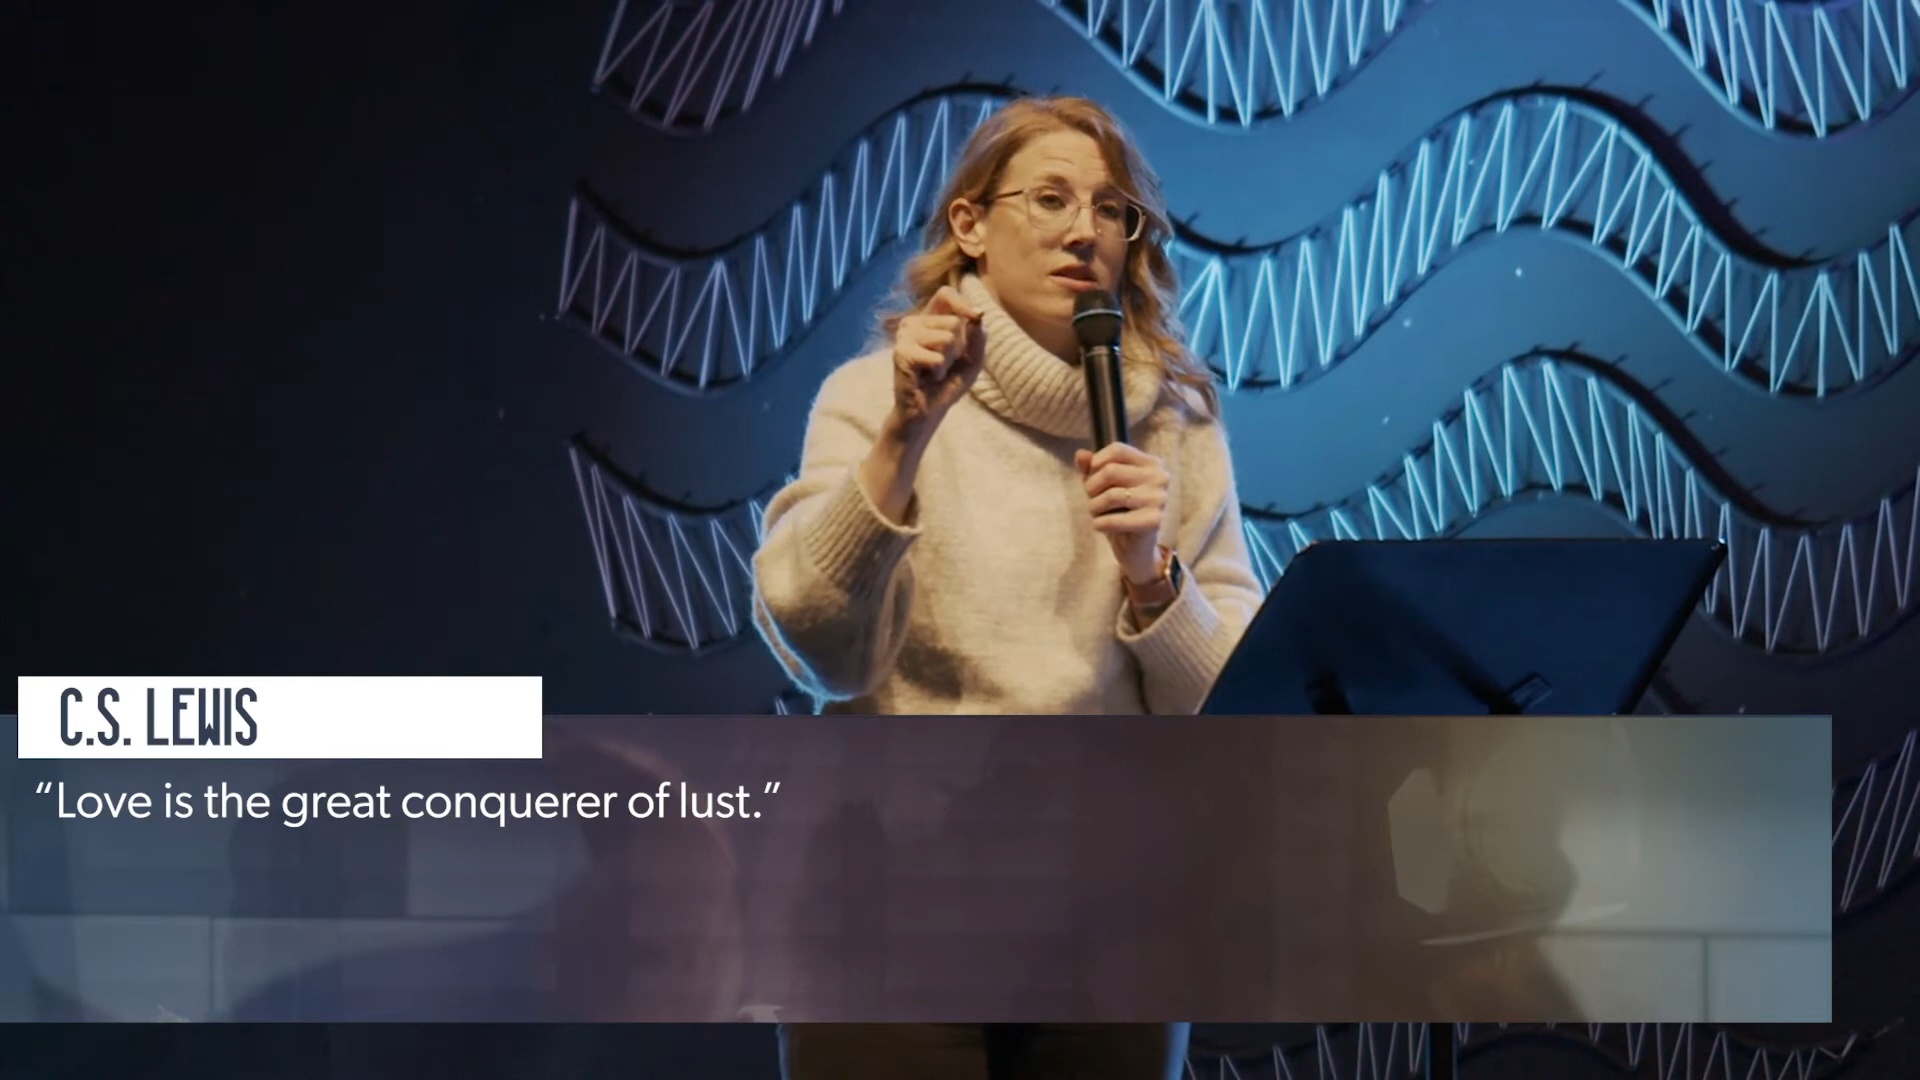 C.S. LEWIS
“Love is the great conquerer of lust.”